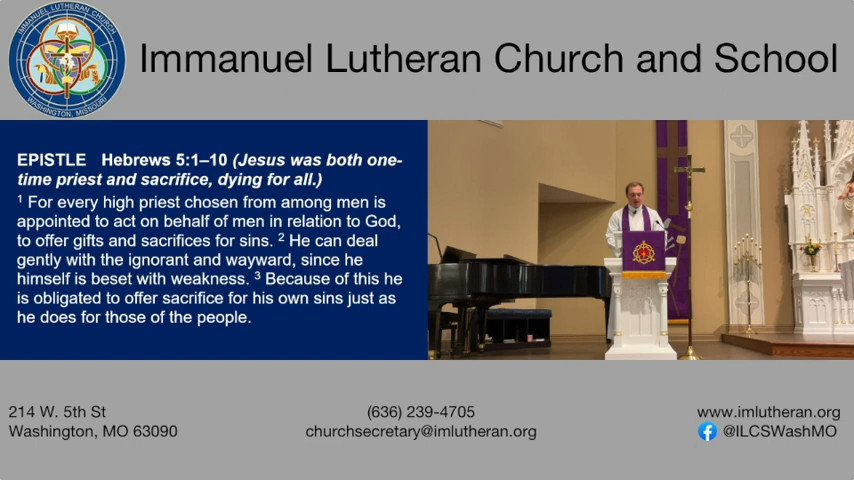 IMMANUEL LUTHERAN CHURCH
WASHINGTON, MISSOURI
Immanuel Lutheran Church and School
EPISTLE Hebrews 5:1–10 (Jesus was both one-
time priest and sacrifice, dying for all.)
1 For every high priest chosen from among men is
appointed to act on behalf of men in relation to God,
to offer gifts and sacrifices for sins. 2 He can deal
gently with the ignorant and wayward, since he
himself is beset with weakness. 3 Because of this he
is obligated to offer sacrifice for his own sins just as
he does for those of the people.
214 W. 5th St
Washington, MO 63090
(636) 239-4705
churchsecretary@imlutheran.org
www.imlutheran.org
@ILCSWashMO